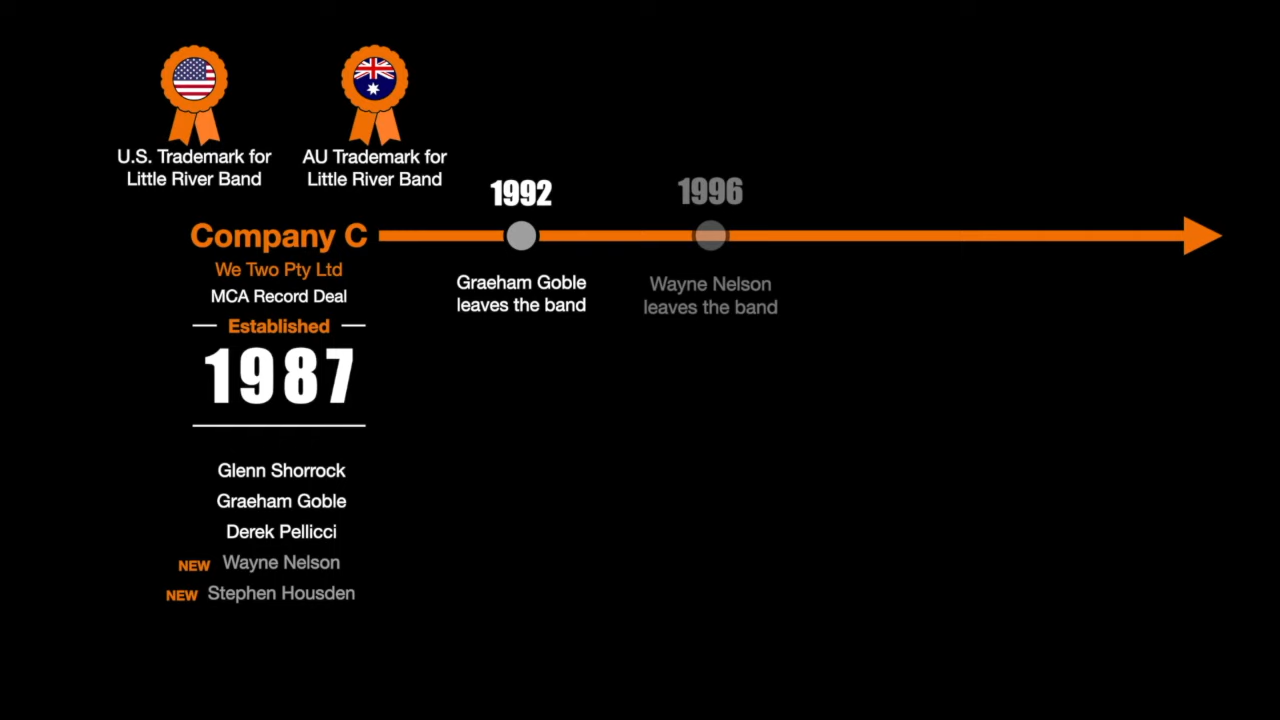 U.S. Trademark for
Little River Band
AU Trademark for
Little River Band
1992
1996
Company C
We Two Pty Ltd
MCA Record Deal
Established
1987
Graeham Goble
leaves the band
Wayne Nelson
leaves the band
Glenn Shorrock
Graeham Goble
Derek Pellicci
NEW Wayne Nelson
NEW Stephen Housden